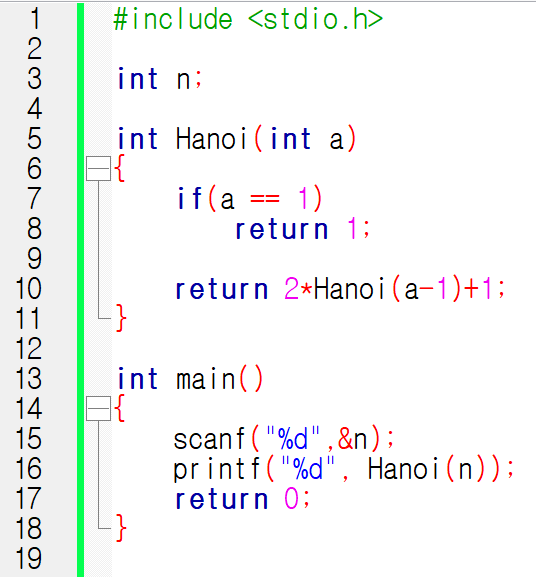 1 #include <stdio.h>
2
3 int n;
4
5 int Hanoi(int a)
6 {
7     if(a == 1)
8         return 1;
9
10     return 2*Hanoi(a-1)+1;
11 }
12
13 int main()
14 {
15     scanf("%d",&n);
16     printf("%d", Hanoi(n));
17     return 0;
18 }
19